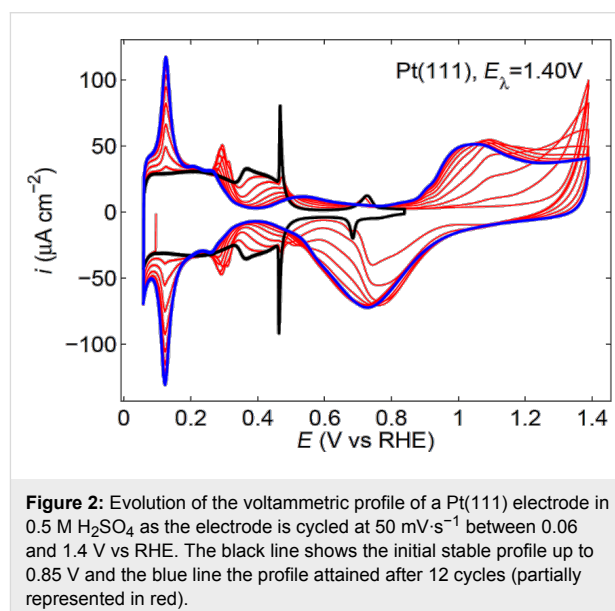 Pt(111), E_λ=1.40V
100
50
0
−50
−100
i (μA cm⁻²)
0 0.2 0.4 0.6 0.8 1 1.2 1.4
E (V vs RHE)
Figure 2: Evolution of the voltammetric profile of a Pt(111) electrode in
0.5 M H₂SO₄ as the electrode is cycled at 50 mV·s⁻¹ between 0.06
and 1.4 V vs RHE. The black line shows the initial stable profile up to
0.85 V and the blue line the profile attained after 12 cycles (partially
represented in red).